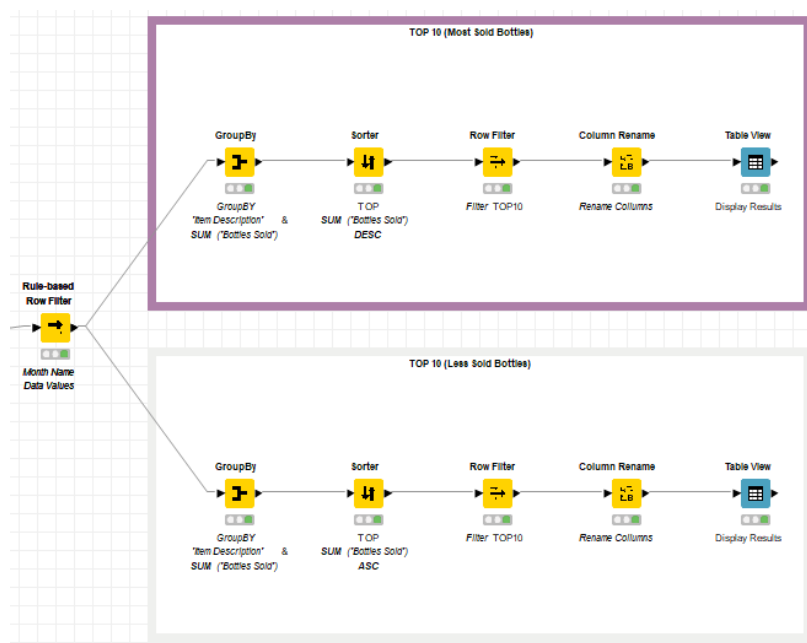 TOP 10 (Most Sold Bottles)
GroupBy
Sorter
Row Filter
Column Rename
Table View
GroupBY
"Item Description" &
SUM ("Bottles Sold")
TOP
SUM ("Bottles Sold")
DESC
Filter TOP10
Rename Collumns
Display Results
Rule-based
Row Filter
Month Name
Data Values
TOP 10 (Less Sold Bottles)
GroupBy
Sorter
Row Filter
Column Rename
Table View
GroupBY
"Item Description" &
SUM ("Bottles Sold")
TOP
SUM ("Bottles Sold")
ASC
Filter TOP10
Rename Collumns
Display Results